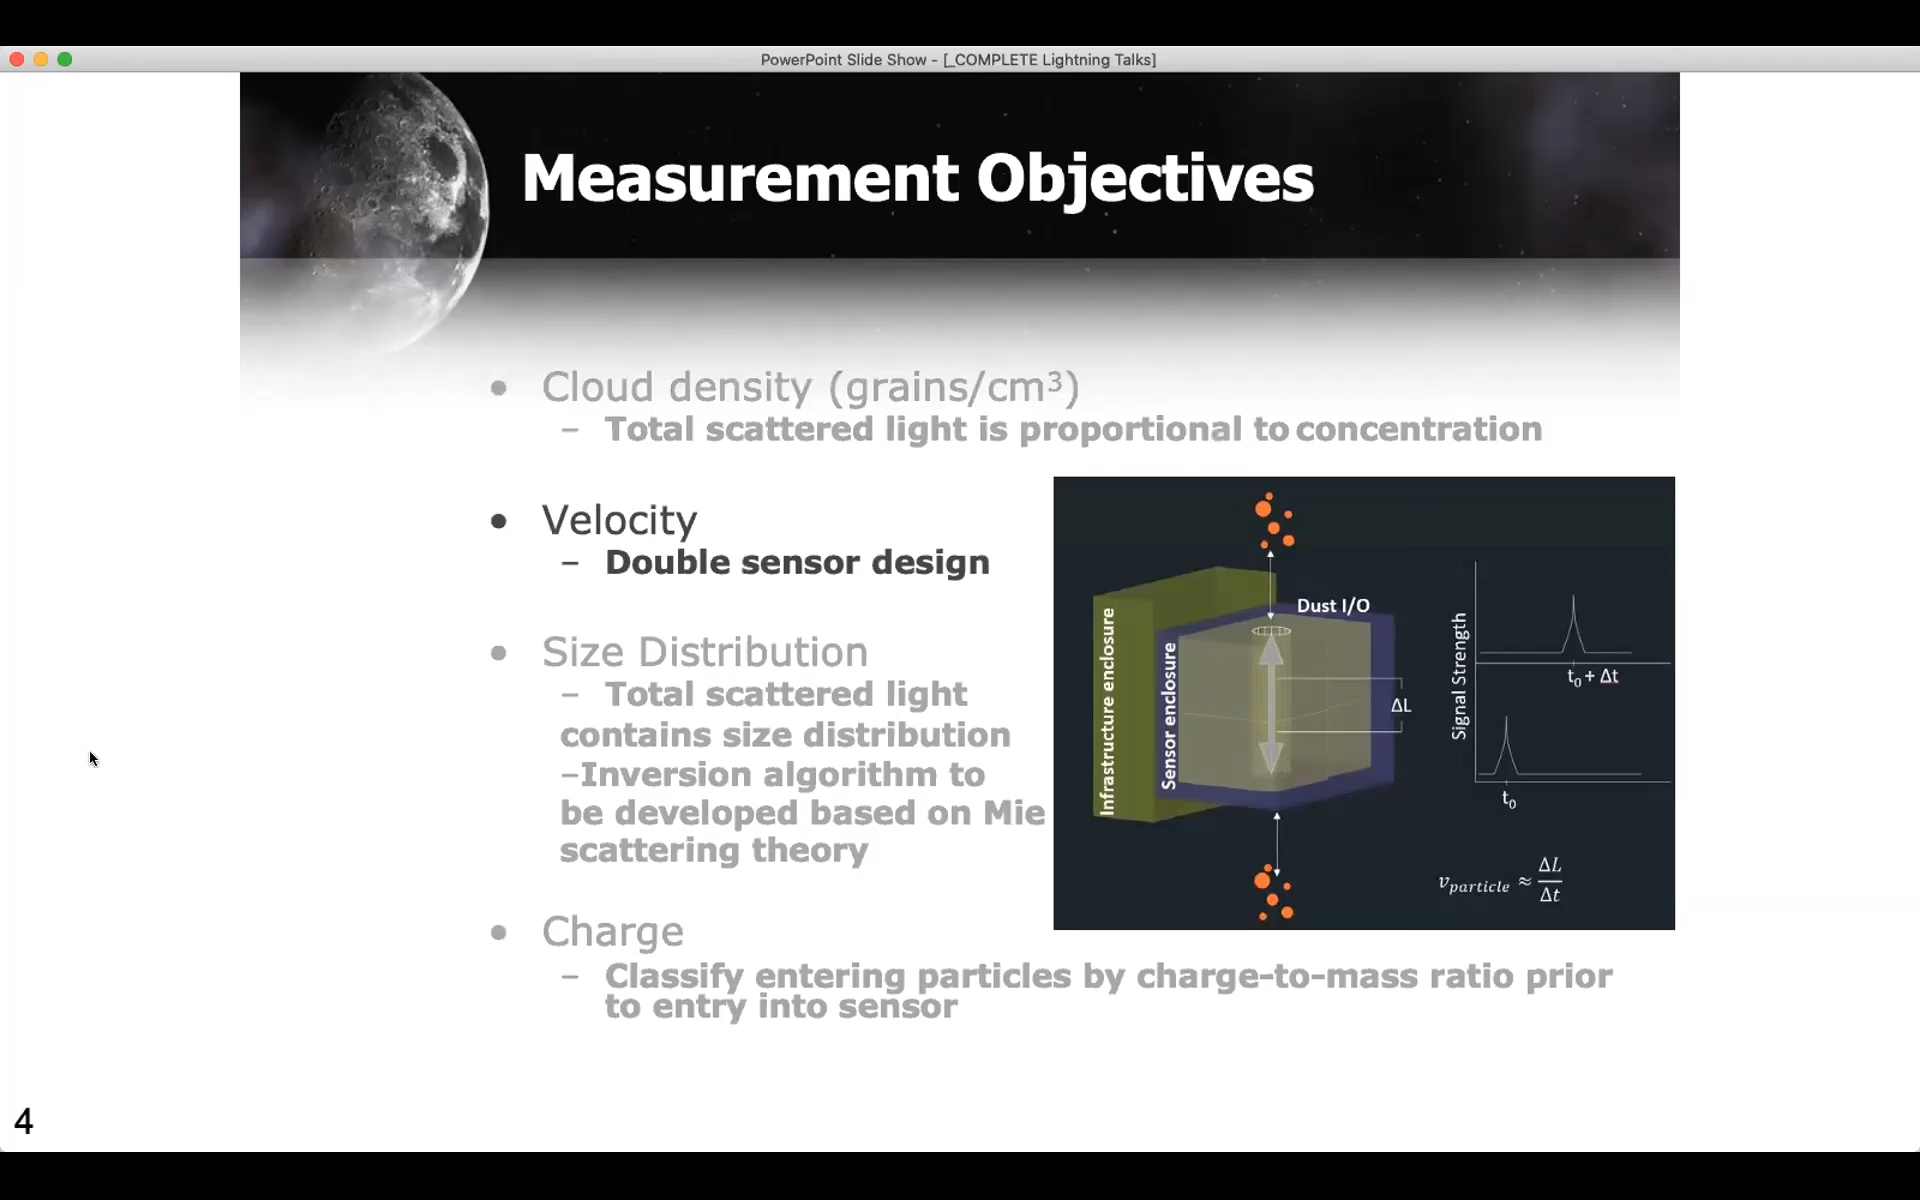 PowerPoint Slide Show - [_COMPLETE Lightning Talks]
Measurement Objectives
• Cloud density (grains/cm³)
– Total scattered light is proportional to concentration
• Velocity
– Double sensor design
• Size Distribution
– Total scattered light
contains size distribution
–Inversion algorithm to
be developed based on Mie
scattering theory
• Charge
– Classify entering particles by charge-to-mass ratio prior
to entry into sensor
Infrastructure enclosure
Sensor enclosure
Dust I/O
ΔL
Signal Strength
t₀ + Δt
t₀
v_particle ≈ ΔL/Δt
4